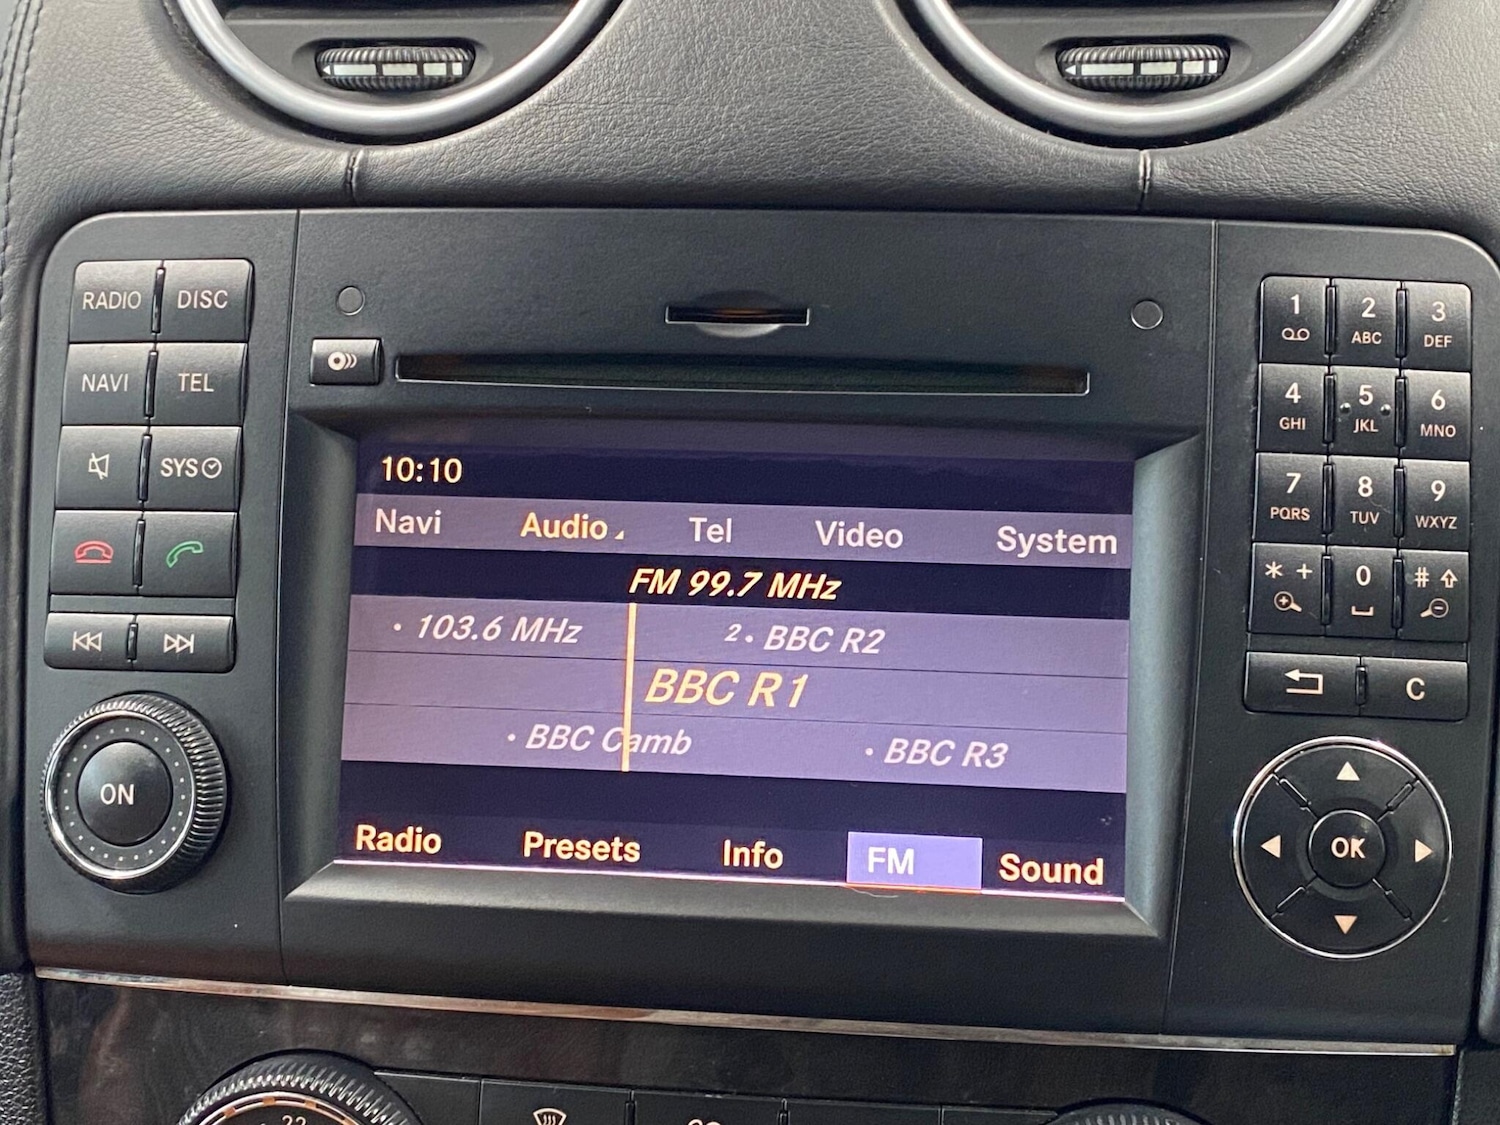 RADIO DISC
NAVI TEL
SYS
ON
10:10
Navi Audio Tel Video System
FM 99.7 MHz
• 103.6 MHz 2 • BBC R2
BBC R1
• BBC Camb • BBC R3
Radio Presets Info FM Sound
1 2 ABC 3 DEF
4 GHI 5 JKL 6 MNO
7 PQRS 8 TUV 9 WXYZ
* + 0 #
C
OK
22